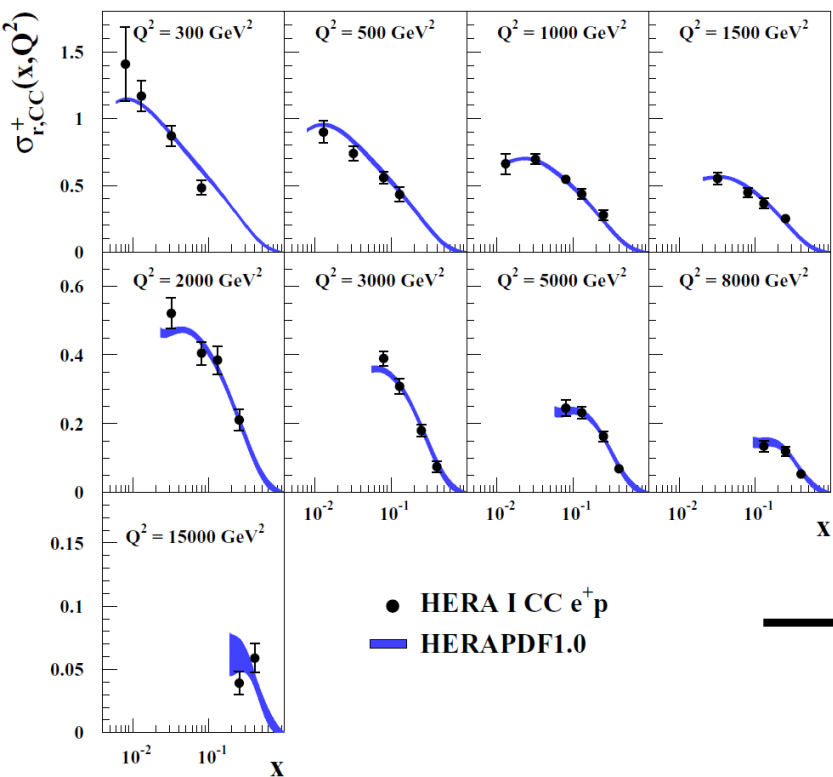 σ⁺r,CC(x,Q²)
Q² = 300 GeV² Q² = 500 GeV² Q² = 1000 GeV² Q² = 1500 GeV²
1.5
1
0.5
0
Q² = 2000 GeV² Q² = 3000 GeV² Q² = 5000 GeV² Q² = 8000 GeV²
0.6
0.4
0.2
0
10⁻² 10⁻¹ 10⁻² 10⁻¹ 10⁻² 10⁻¹
x
Q² = 15000 GeV²
0.15
0.1
0.05
0
10⁻² 10⁻¹
x
HERA I CC e⁺p
HERAPDF1.0